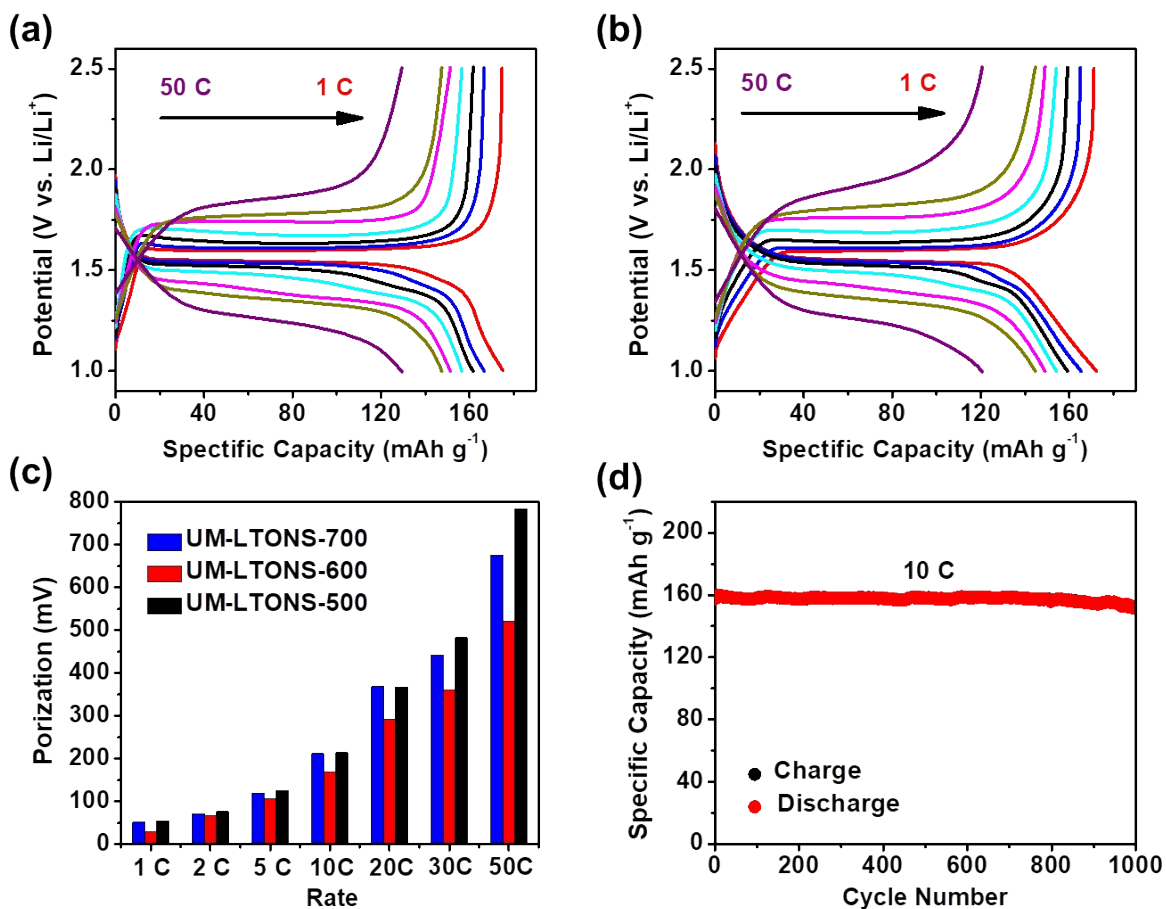 (a)
2.5
2.0
1.5
1.0
Potential (V vs. Li/Li+)
50 C
1 C
0
40
80
120
160
Spectific Capacity (mAh g-1)
(b)
2.5
2.0
1.5
1.0
Potential (V vs. Li/Li+)
50 C
1 C
0
40
80
120
160
Spectific Capacity (mAh g-1)
(c)
800
700
600
500
400
300
200
100
0
Porization (mV)
UM-LTONS-700
UM-LTONS-600
UM-LTONS-500
1 C
2 C
5 C
10C
20C
30C
50C
Rate
(d)
200
160
120
80
40
0
Specific Capacity (mAh g-1)
10 C
Charge
Discharge
0
200
400
600
800
1000
Cycle Number